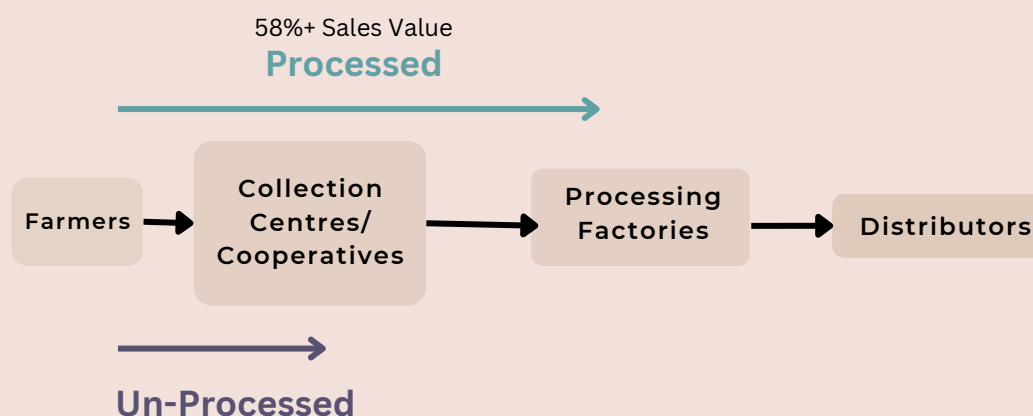 58%+ Sales Value
Processed
Farmers
Collection
Centres/
Cooperatives
Processing
Factories
Distributors
Un-Processed